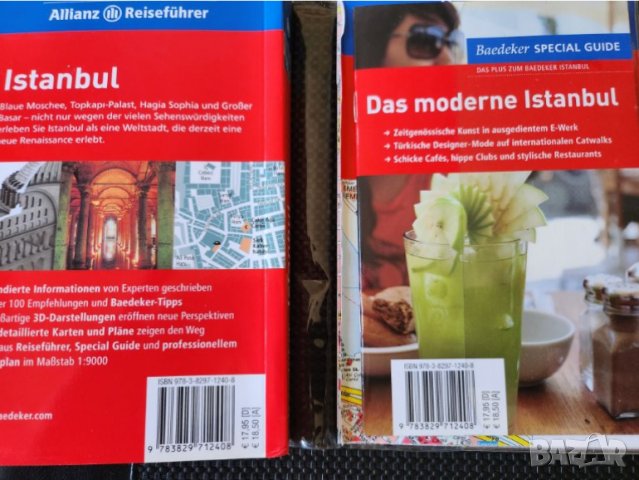 Allianz Reiseführer
Istanbul
Blaue Moschee, Topkapı-Palast, Hagia Sophia und Großer
Basar – nicht nur wegen der vielen Sehenswürdigkeiten
erleben Sie Istanbul als eine Weltstadt, die derzeit eine
neue Renaissance erlebt.
ndierte Informationen von Experten geschrieben
er 100 Empfehlungen und Baedeker-Tipps
ßartige 3D-Darstellungen eröffnen neue Perspektiven
detaillierte Karten und Pläne zeigen den Weg
aus Reiseführer, Special Guide und professionellem
plan im Maßstab 1:9000
aedeker.com
ISBN 978-3-8297-1240-8
9 783829 712408
€ 17,95 [D]
€ 18,50 [A]
Baedeker SPECIAL GUIDE
DAS PLUS ZUM BAEDEKER ISTANBUL
Das moderne Istanbul
→ Zeitgenössische Kunst in ausgedientem E-Werk
→ Türkische Designer-Mode auf internationalen Catwalks
→ Schicke Cafés, hippe Clubs und stylische Restaurants
ISBN 978-3-8297-1240-8
9 783829 712408
€ 17,95 [D]
€ 18,50 [A]
BAZAR